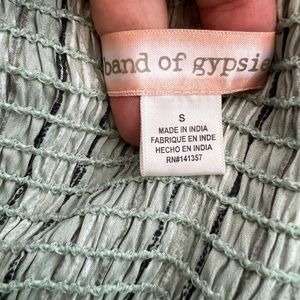 band of gypsie
S
MADE IN INDIA
FABRIQUE EN INDE
HECHO EN INDIA
RN#141357